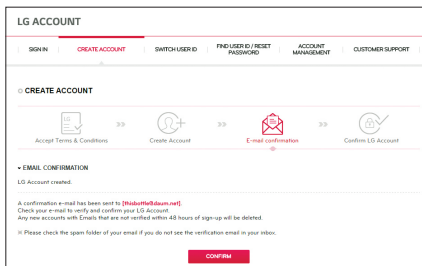 LG ACCOUNT
SIGN IN
CREATE ACCOUNT
SWITCH USER ID
FIND USER ID / RESET PASSWORD
ACCOUNT MANAGEMENT
CUSTOMER SUPPORT
CREATE ACCOUNT
Accept Terms & Conditions
Create Account
E-mail confirmation
Confirm LG Account
EMAIL CONFIRMATION
LG Account created.
A confirmation e-mail has been sent to [thisbottle@daum.net].
Check your e-mail to verify and confirm your LG Account.
Any new accounts with Emails that are not verified within 48 hours of sign-up will be deleted.
※ Please check the spam folder of your email if you do not see the verification email in your inbox.
CONFIRM